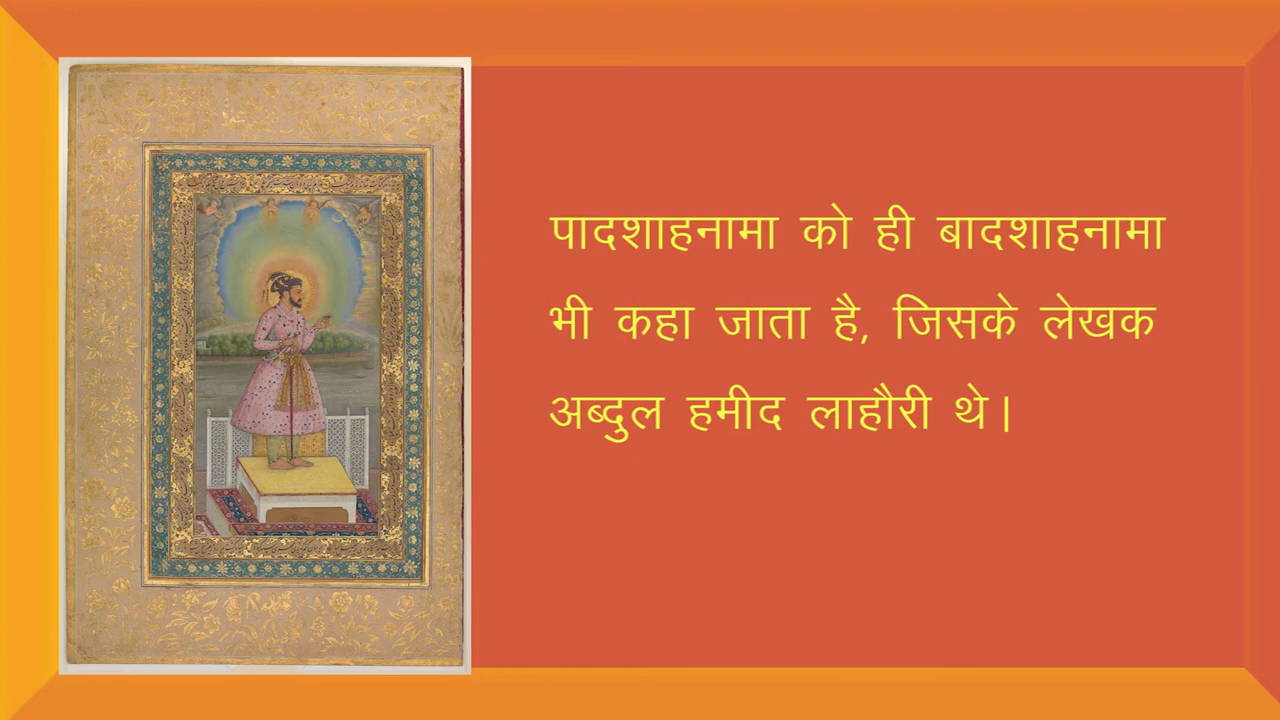 पादशाहनामा को ही बादशाहनामा
भी कहा जाता है, जिसके लेखक
अब्दुल हमीद लाहौरी थे।